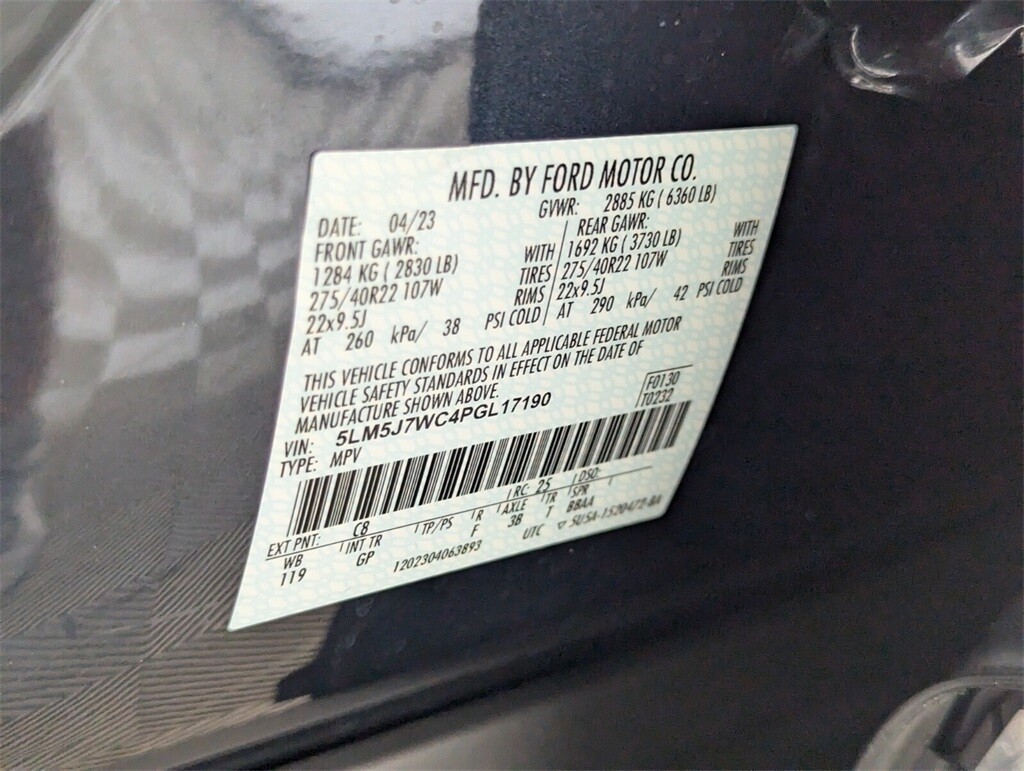 MFD. BY FORD MOTOR CO.
DATE: 04/23 GVWR: 2885 KG ( 6360 LB)
FRONT GAWR: REAR GAWR:
1284 KG ( 2830 LB) WITH 1692 KG ( 3730 LB) WITH
275/40R22 107W TIRES 275/40R22 107W TIRES
22x9.5J RIMS 22x9.5J RIMS
AT 260 kPa/ 38 PSI COLD AT 290 kPa/ 42 PSI COLD
THIS VEHICLE CONFORMS TO ALL APPLICABLE FEDERAL MOTOR
VEHICLE SAFETY STANDARDS IN EFFECT ON THE DATE OF
MANUFACTURE SHOWN ABOVE.
VIN: 5LM5J7WC4PGL17190
F0130
T0232
TYPE: MPV
EXT PNT: C8 RC: 25 DSO:
WB INT TR TP/PS R AXLE TR SPR
119 GP F 3B T BBAA
1202304063893 UTC ▽ 5U5A-1520472-BA